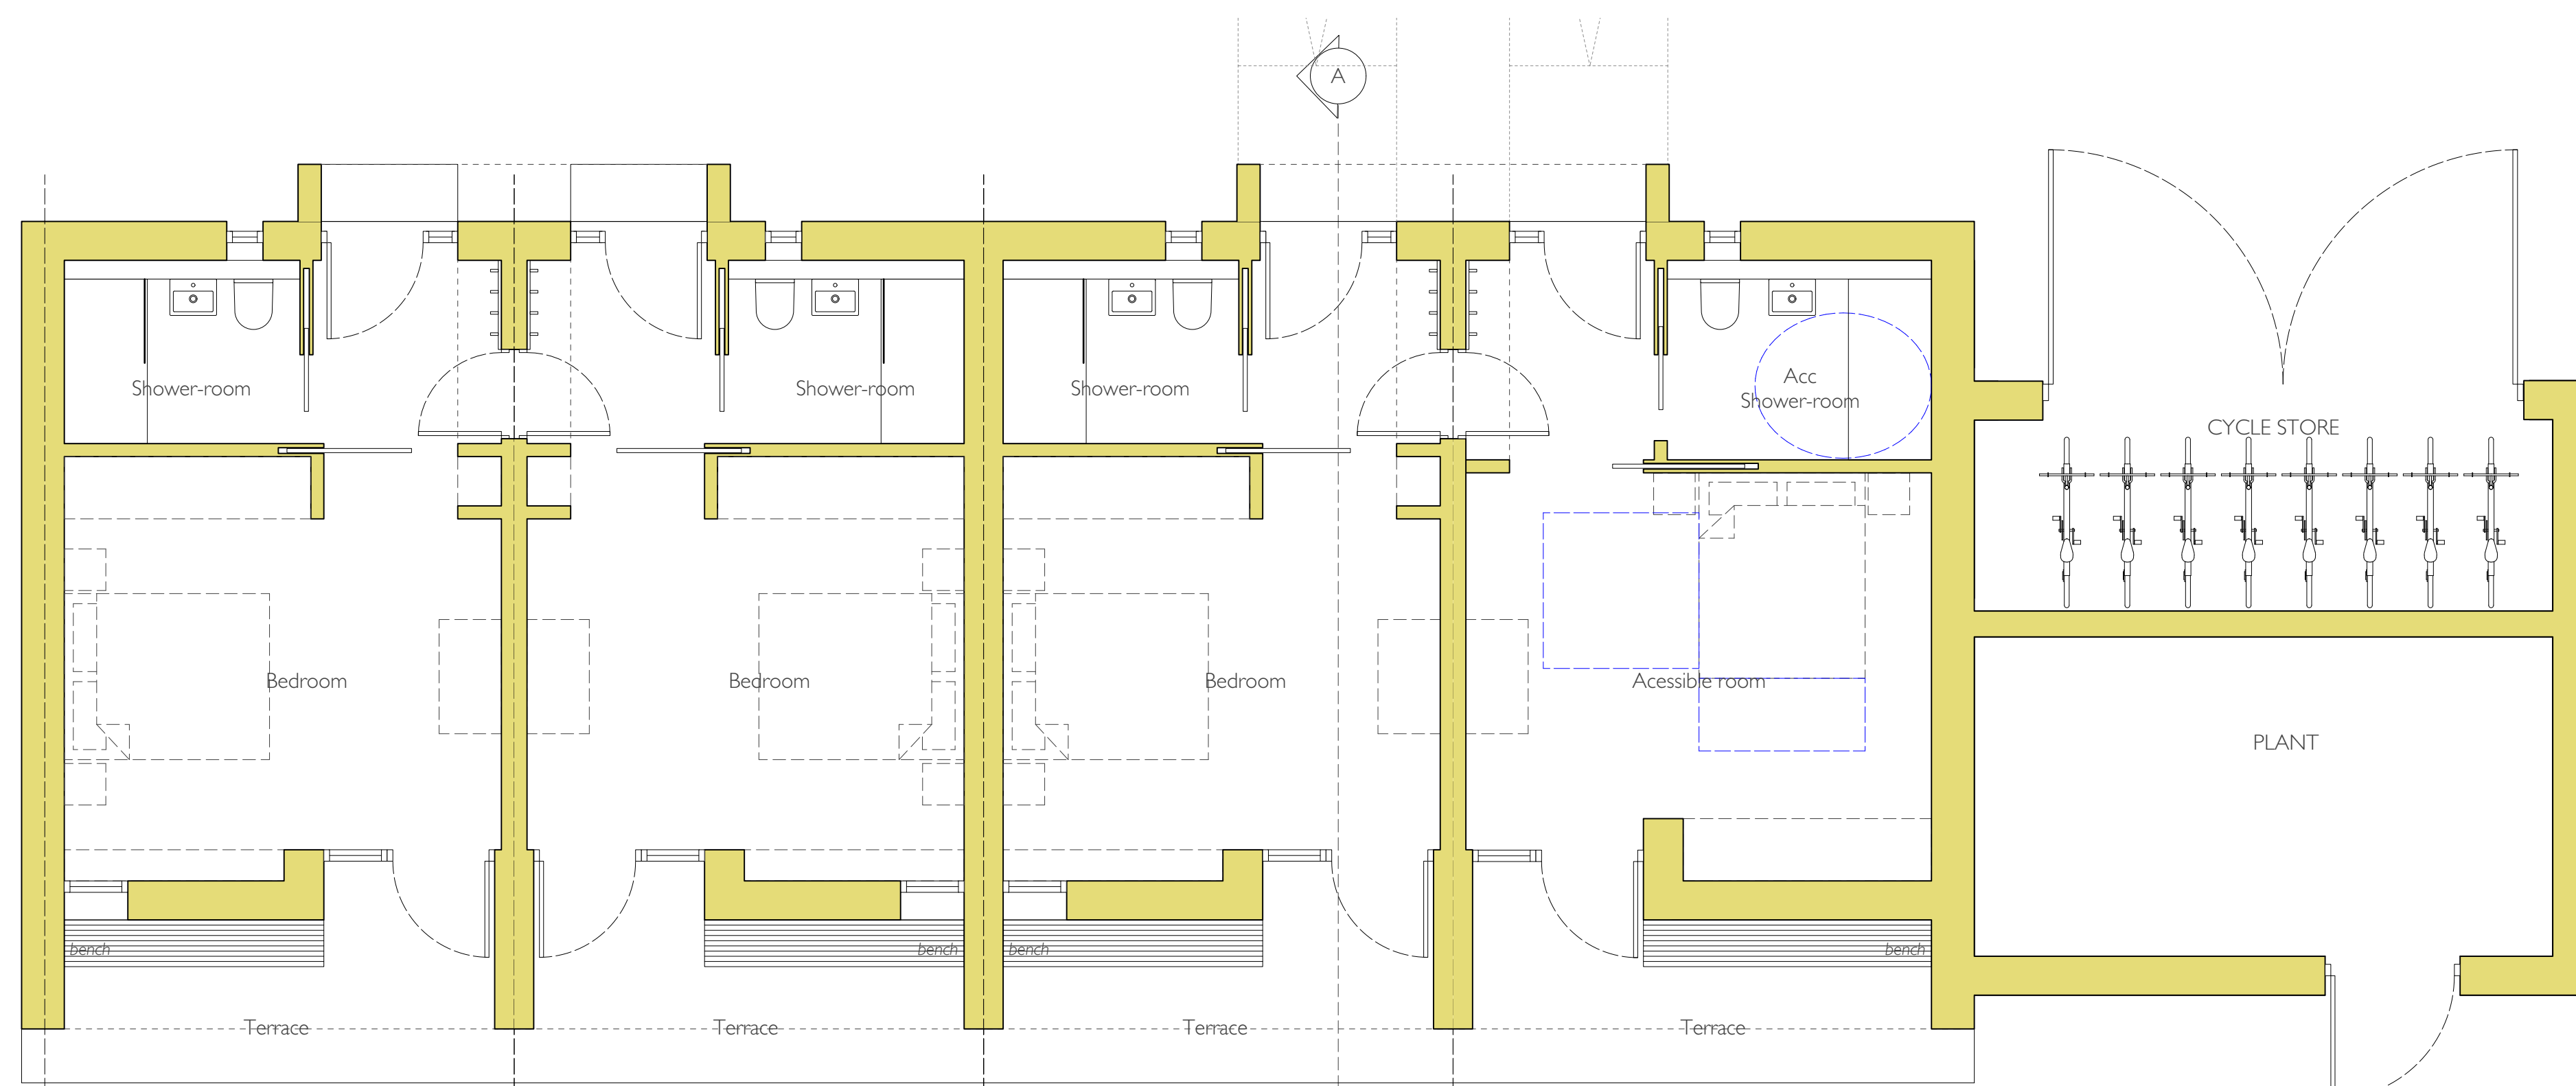 A
Shower-room
Shower-room
Shower-room
Acc
Shower-room
CYCLE STORE
Bedroom
Bedroom
Bedroom
Acessible room
PLANT
bench
bench
bench
bench
Terrace
Terrace
Terrace
Terrace